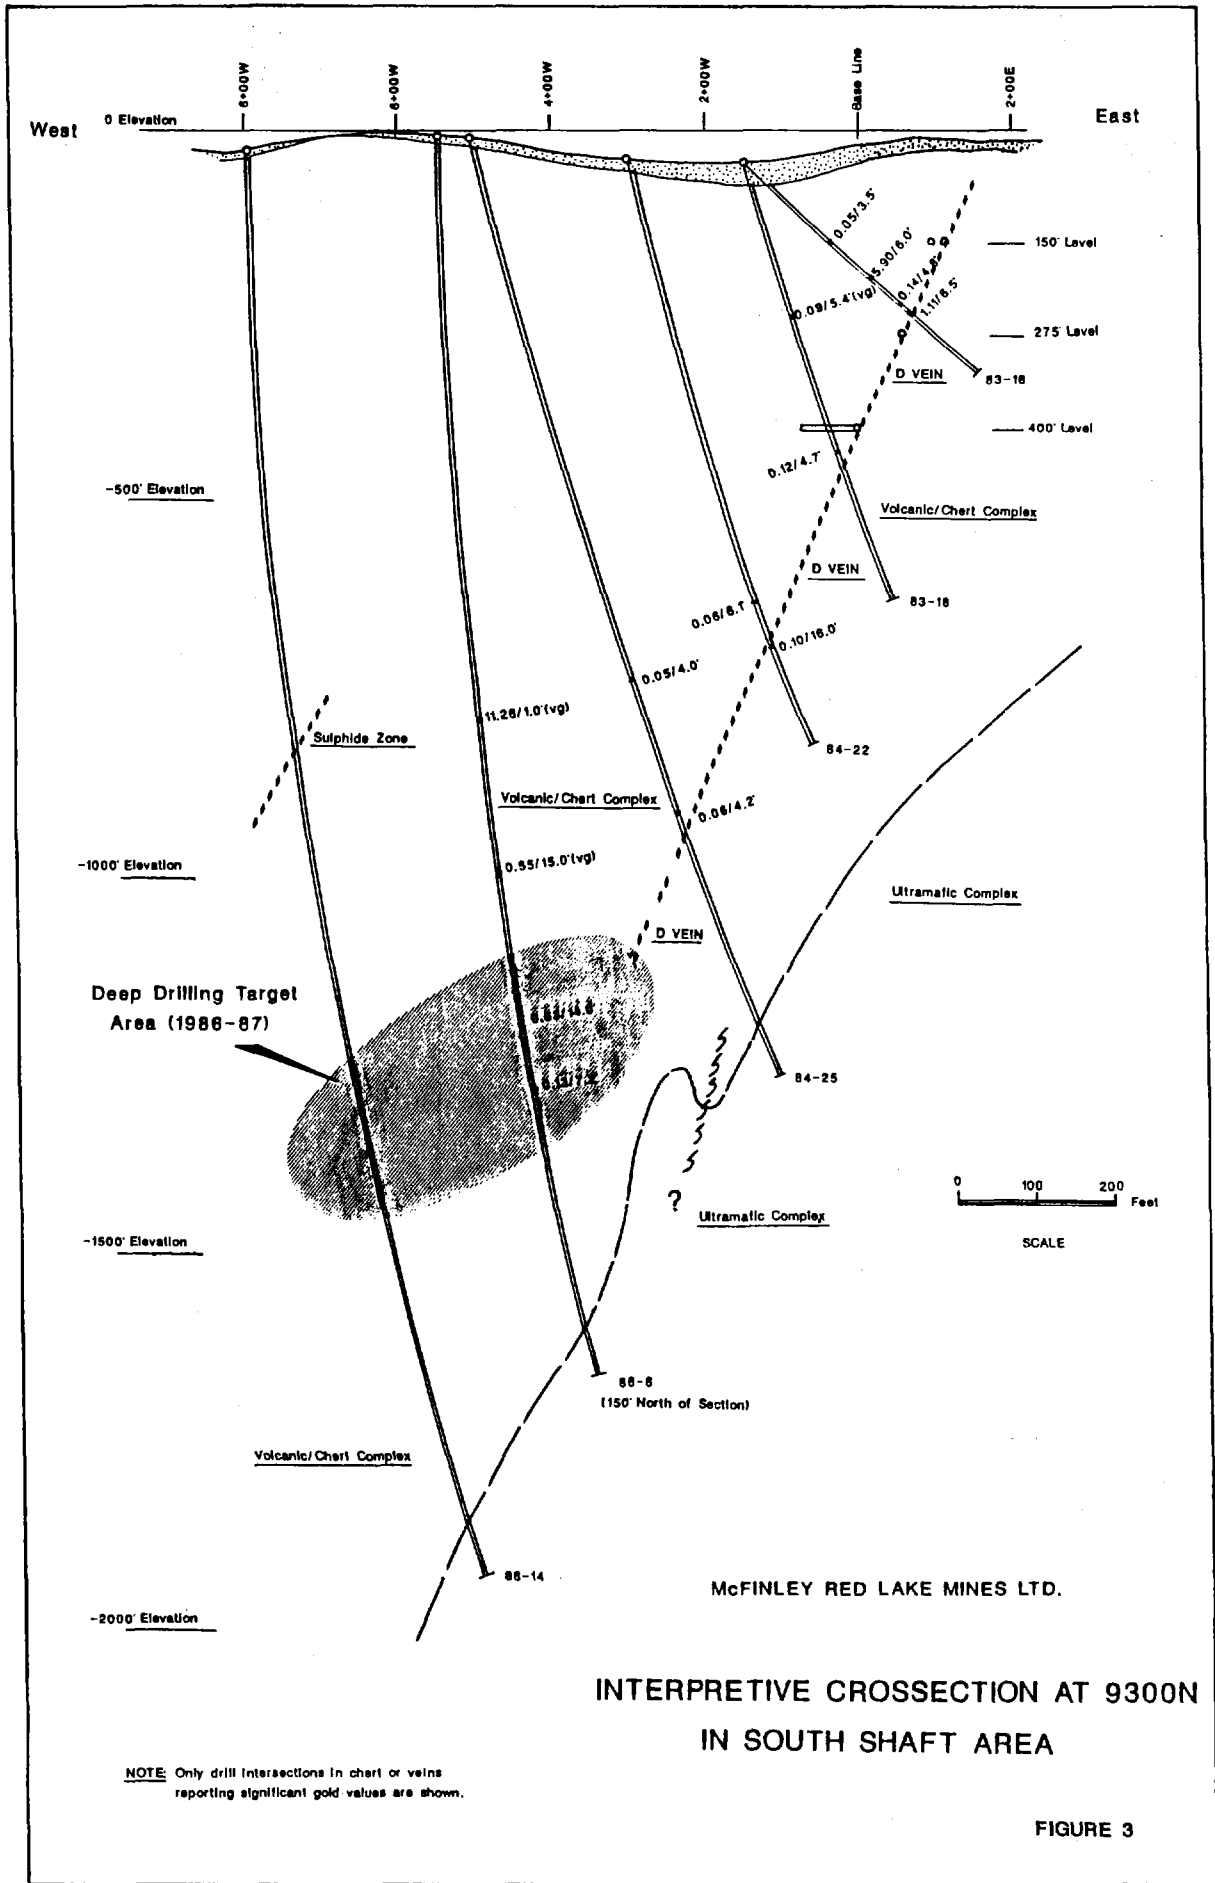 8+00W
6+00W
4+00W
2+00W
Base Line
2+00E
West
0 Elevation
East
0.05/3.5'
5.90/6.0'
0.14/4.8'
1.11/6.5'
150' Level
0.09/5.4'(vg)
275' Level
D VEIN
83-18
400' Level
0.12/4.7'
-500' Elevation
Volcanic/Chert Complex
D VEIN
83-18
0.06/6.1'
0.10/16.0'
0.05/4.0'
11.26/1.0'(vg)
Sulphide Zone
84-22
Volcanic/Chert Complex
0.06/4.2'
0.55/15.0'(vg)
-1000' Elevation
Ultramafic Complex
D VEIN
Deep Drilling Target
Area (1986-87)
84-25
?
Ultramafic Complex
0 100 200 Feet
SCALE
-1500' Elevation
86-6
(150' North of Section)
Volcanic/Chert Complex
86-14
McFINLEY RED LAKE MINES LTD.
-2000' Elevation
INTERPRETIVE CROSSECTION AT 9300N
IN SOUTH SHAFT AREA
NOTE: Only drill intersections in chert or veins
reporting significant gold values are shown.
FIGURE 3